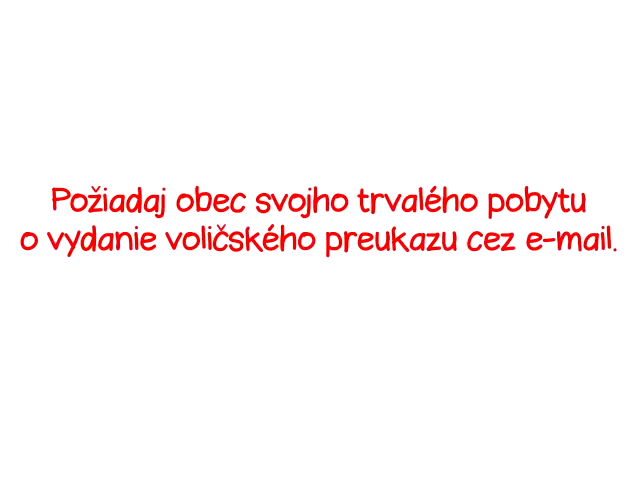 Požiadaj obec svojho trvalého pobytu
o vydanie voličského preukazu cez e-mail.